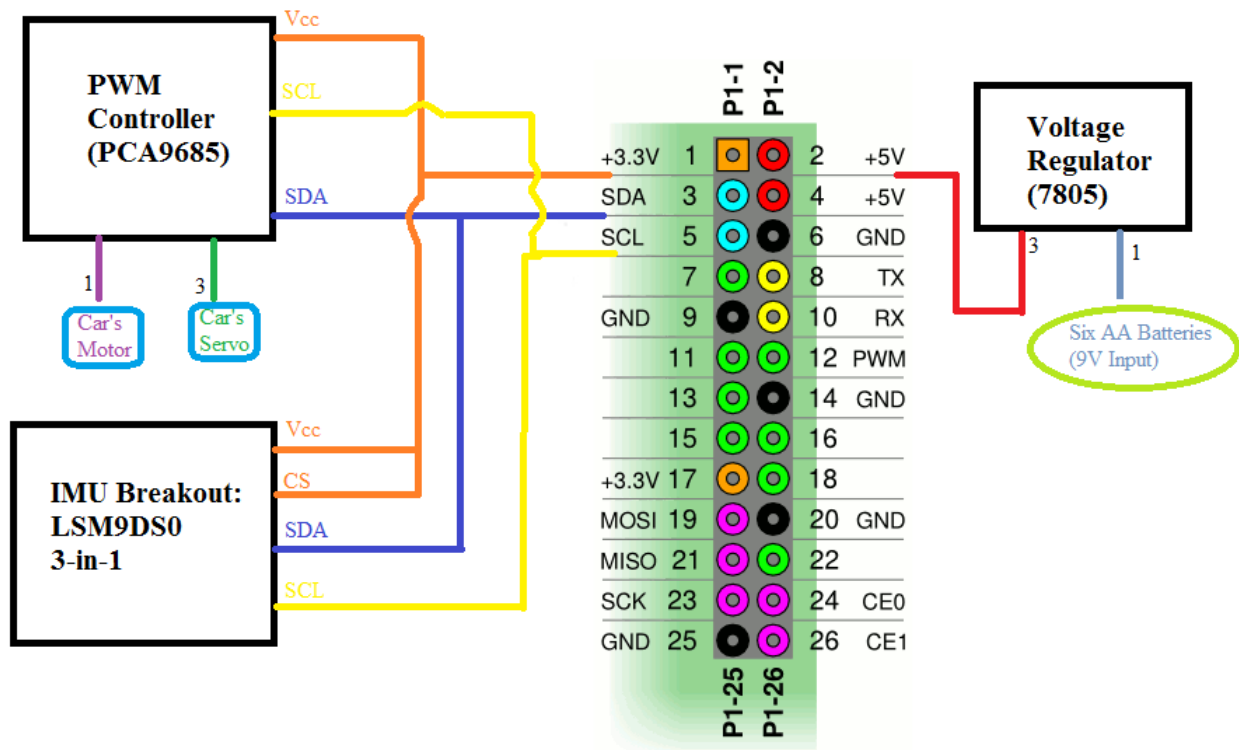 Vcc
PWM
Controller
(PCA9685)
SCL
SDA
1
3
Car's
Motor
Car's
Servo
IMU Breakout:
LSM9DS0
3-in-1
Vcc
CS
SDA
SCL
P1-1
P1-2
+3.3V 1 2 +5V
SDA 3 4 +5V
SCL 5 6 GND
7 8 TX
GND 9 10 RX
11 12 PWM
13 14 GND
15 16
+3.3V 17 18
MOSI 19 20 GND
MISO 21 22
SCK 23 24 CE0
GND 25 26 CE1
P1-25
P1-26
Voltage
Regulator
(7805)
3
1
Six AA Batteries
(9V Input)